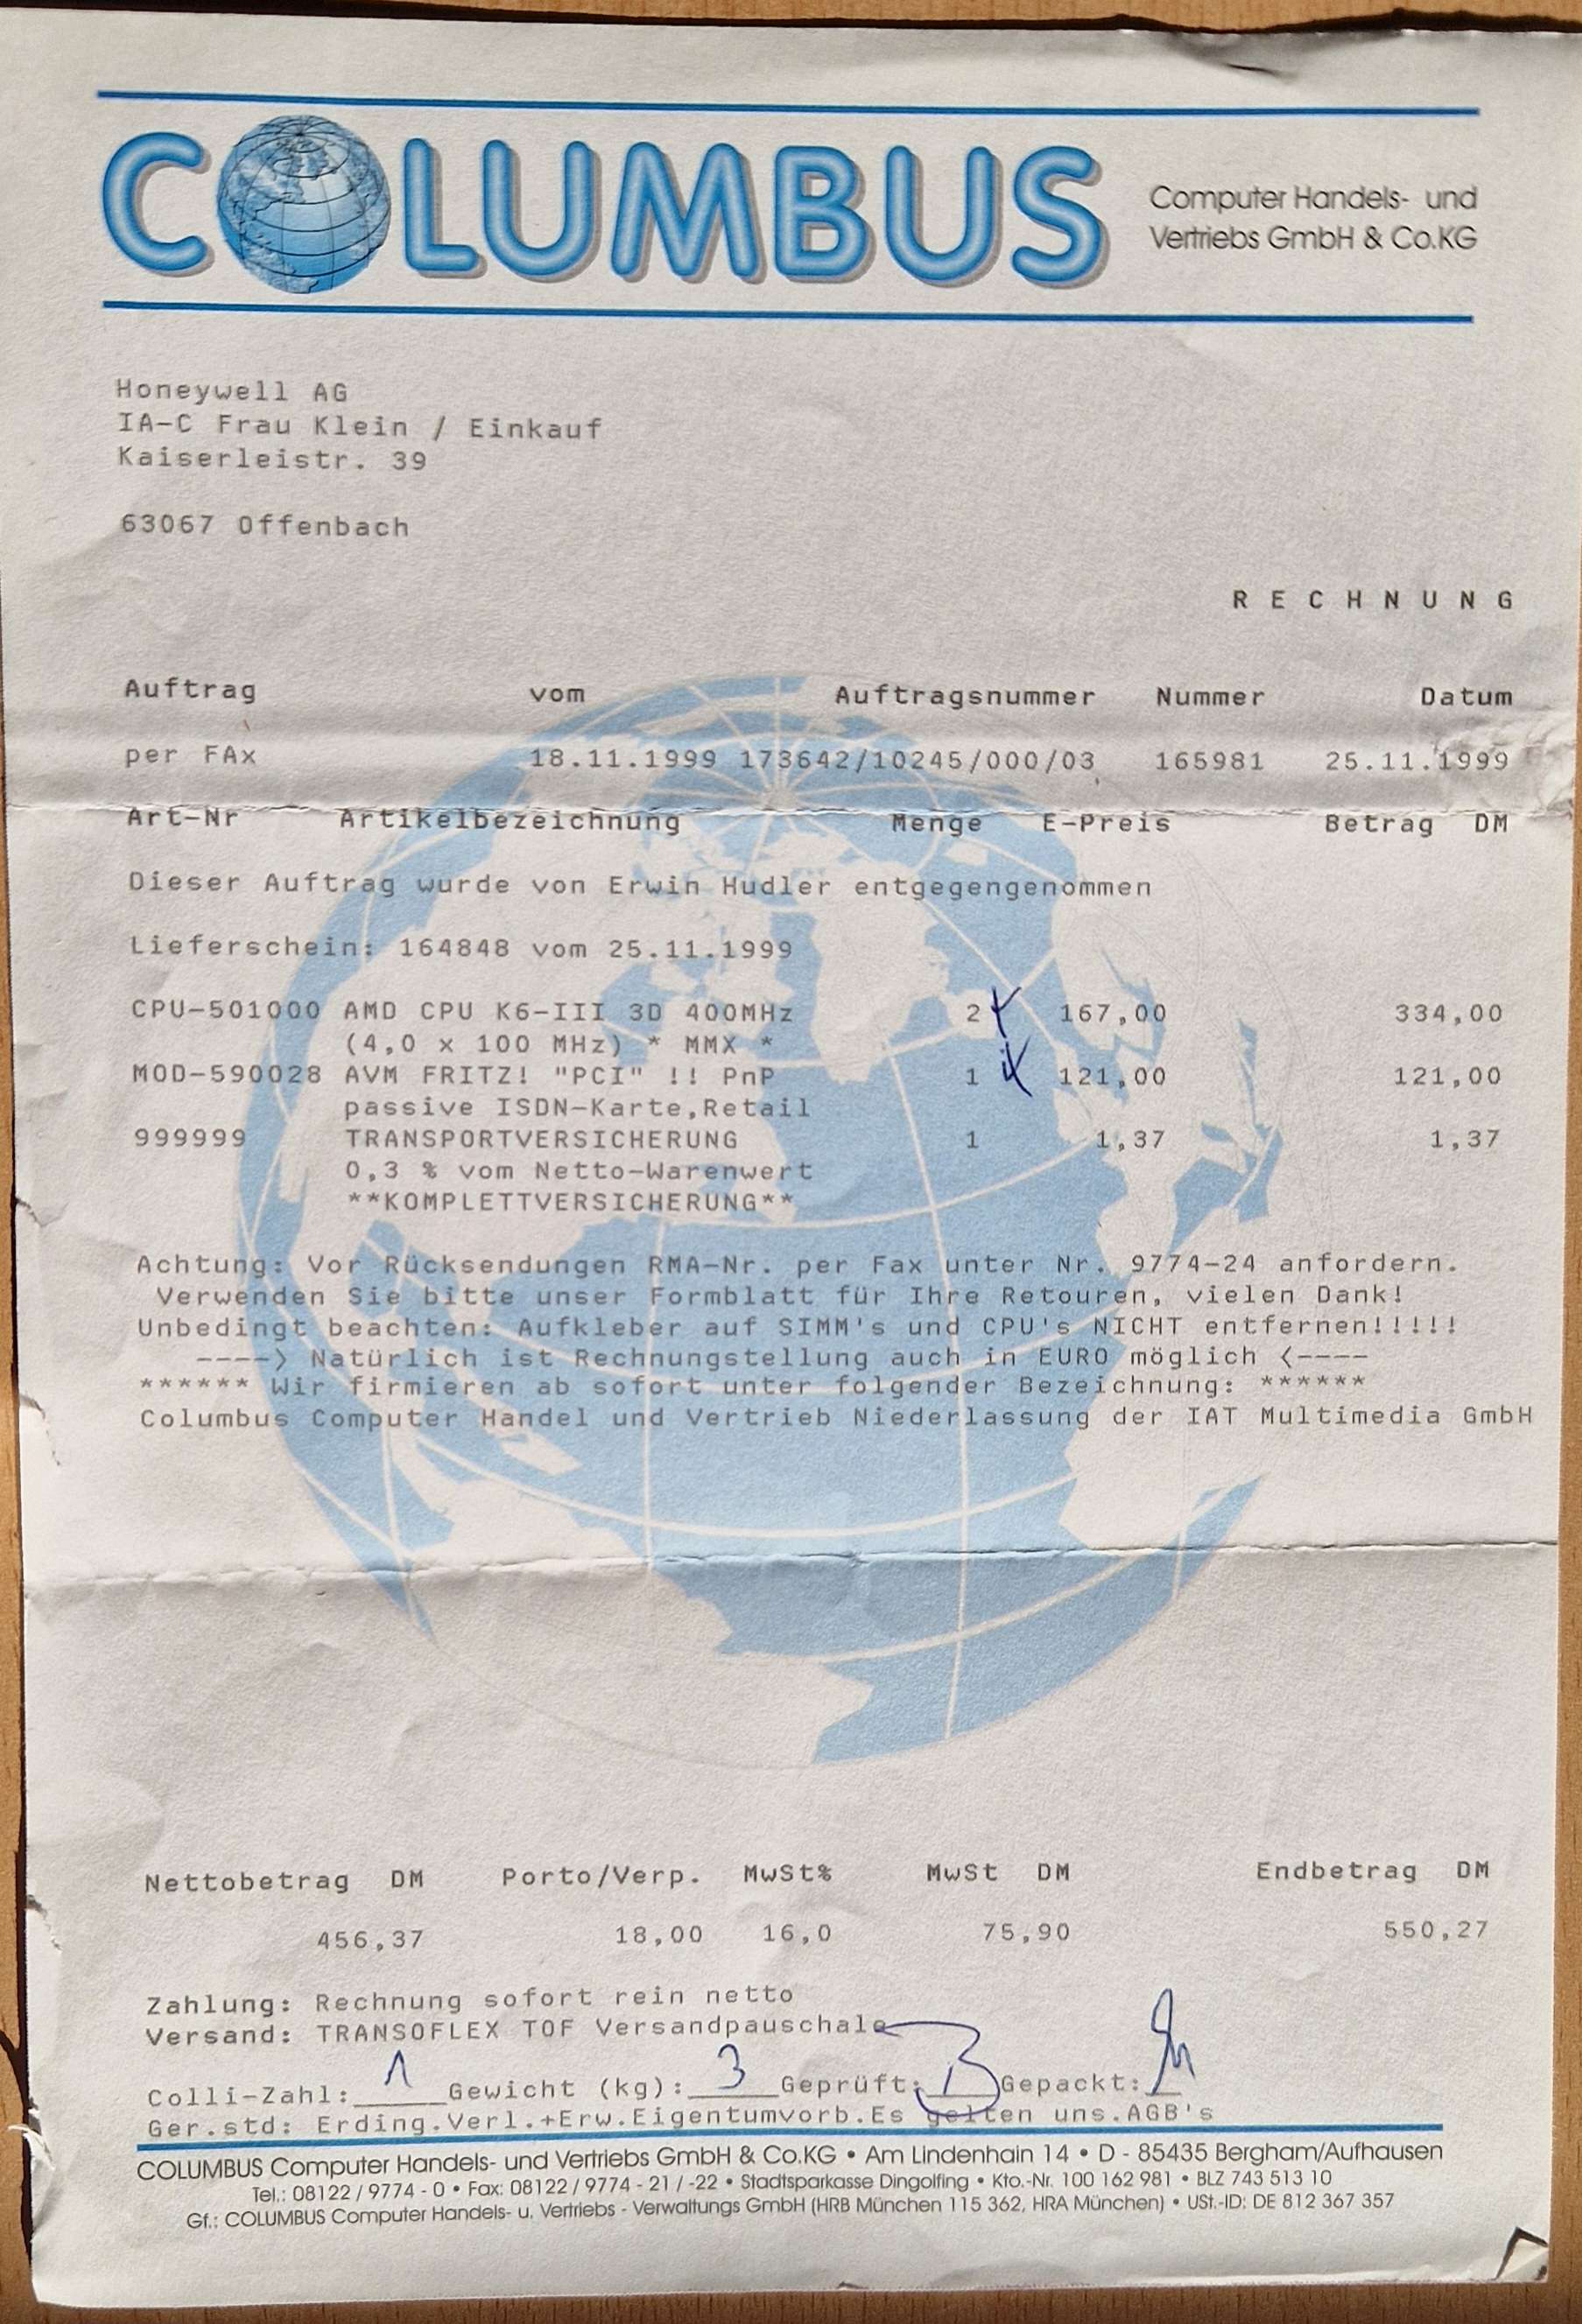 COLUMBUS
Computer Handels- und
Vertriebs GmbH & Co.KG
Honeywell AG
IA-C Frau Klein / Einkauf
Kaiserleistr. 39
63067 Offenbach
R E C H N U N G
Auftrag vom Auftragsnummer Nummer Datum
per FAx 18.11.1999 173642/10245/000/03 165981 25.11.1999
Art-Nr Artikelbezeichnung Menge E-Preis Betrag DM
Dieser Auftrag wurde von Erwin Hudler entgegengenommen
Lieferschein: 164848 vom 25.11.1999
CPU-501000 AMD CPU K6-III 3D 400MHz 2 167,00 334,00
(4,0 x 100 MHz) * MMX *
MOD-590028 AVM FRITZ! "PCI" !! PnP 1 121,00 121,00
passive ISDN-Karte,Retail
999999 TRANSPORTVERSICHERUNG 1 1,37 1,37
0,3 % vom Netto-Warenwert
**KOMPLETTVERSICHERUNG**
Achtung: Vor Rücksendungen RMA-Nr. per Fax unter Nr. 9774-24 anfordern.
Verwenden Sie bitte unser Formblatt für Ihre Retouren, vielen Dank!
Unbedingt beachten: Aufkleber auf SIMM's und CPU's NICHT entfernen!!!!!
----> Natürlich ist Rechnungstellung auch in EURO möglich <----
****** Wir firmieren ab sofort unter folgender Bezeichnung: ******
Columbus Computer Handel und Vertrieb Niederlassung der IAT Multimedia GmbH
Nettobetrag DM Porto/Verp. MwSt% MwSt DM Endbetrag DM
456,37 18,00 16,0 75,90 550,27
Zahlung: Rechnung sofort rein netto
Versand: TRANSOFLEX TOF Versandpauschale
Colli-Zahl: 1 Gewicht (kg): 3 Geprüft: Gepackt:
Ger.std: Erding.Verl.+Erw.Eigentumvorb.Es gelten uns.AGB's
COLUMBUS Computer Handels- und Vertriebs GmbH & Co.KG • Am Lindenhain 14 • D - 85435 Bergham/Aufhausen
Tel.: 08122 / 9774 - 0 • Fax: 08122 / 9774 - 21 / -22 • Stadtsparkasse Dingolfing • Kto.-Nr. 100 162 981 • BLZ 743 513 10
Gf.: COLUMBUS Computer Handels- u. Vertriebs - Verwaltungs GmbH (HRB München 115 362, HRA München) • USt.-ID: DE 812 367 357